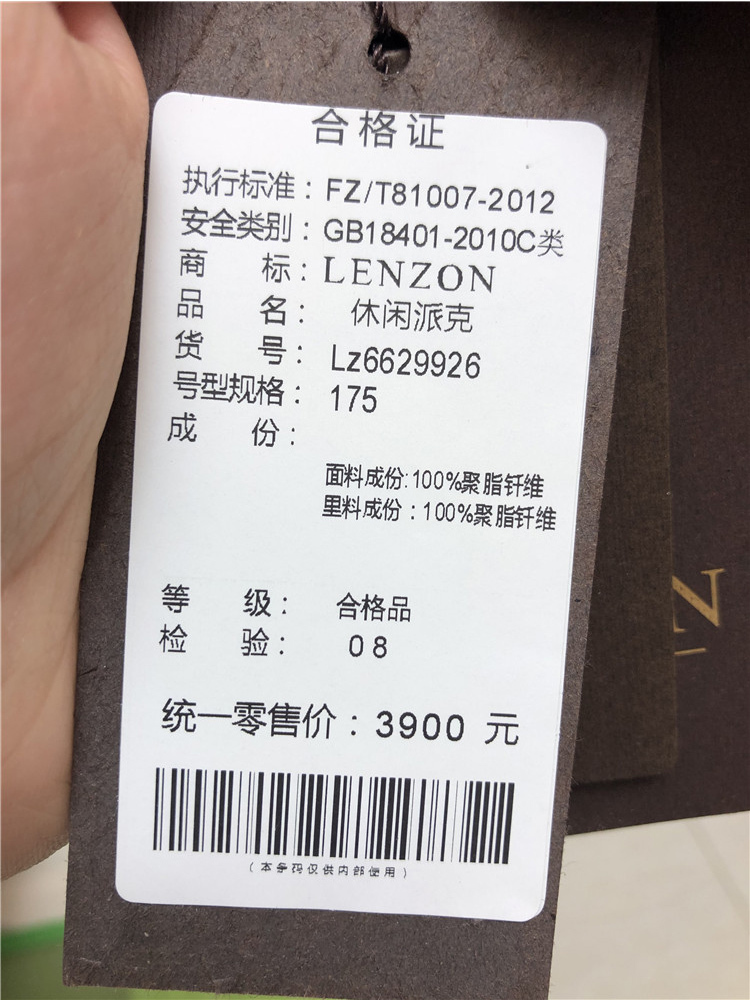 合格证
执行标准：FZ/T81007-2012
安全类别：GB18401-2010C类
商 标：LENZON
品 名： 休闲派克
货 号： Lz6629926
号型规格： 175
成 份：
面料成份:100%聚脂钎维
里料成份：100%聚脂钎维
等 级： 合格品
检 验： 08
统一零售价：3900 元
（本条码仅供内部使用）
N